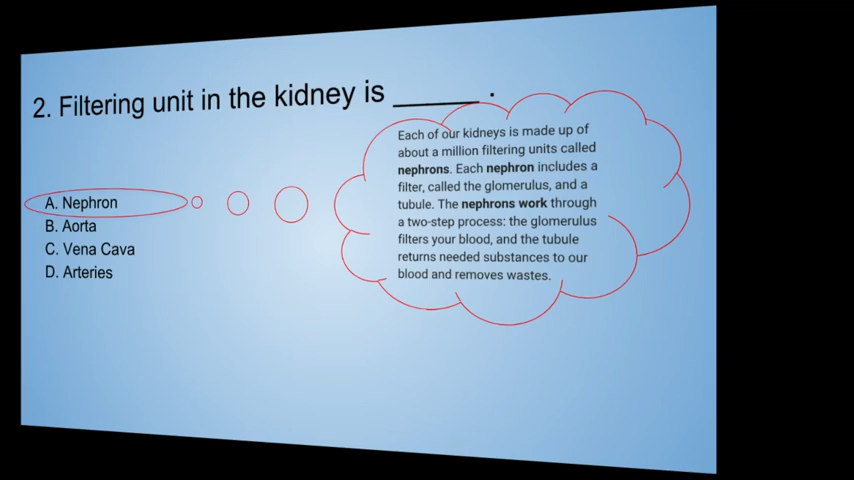 2. Filtering unit in the kidney is ______ .
A. Nephron
B. Aorta
C. Vena Cava
D. Arteries
Each of our kidneys is made up of
about a million filtering units called
nephrons. Each nephron includes a
filter, called the glomerulus, and a
tubule. The nephrons work through
a two-step process: the glomerulus
filters your blood, and the tubule
returns needed substances to our
blood and removes wastes.